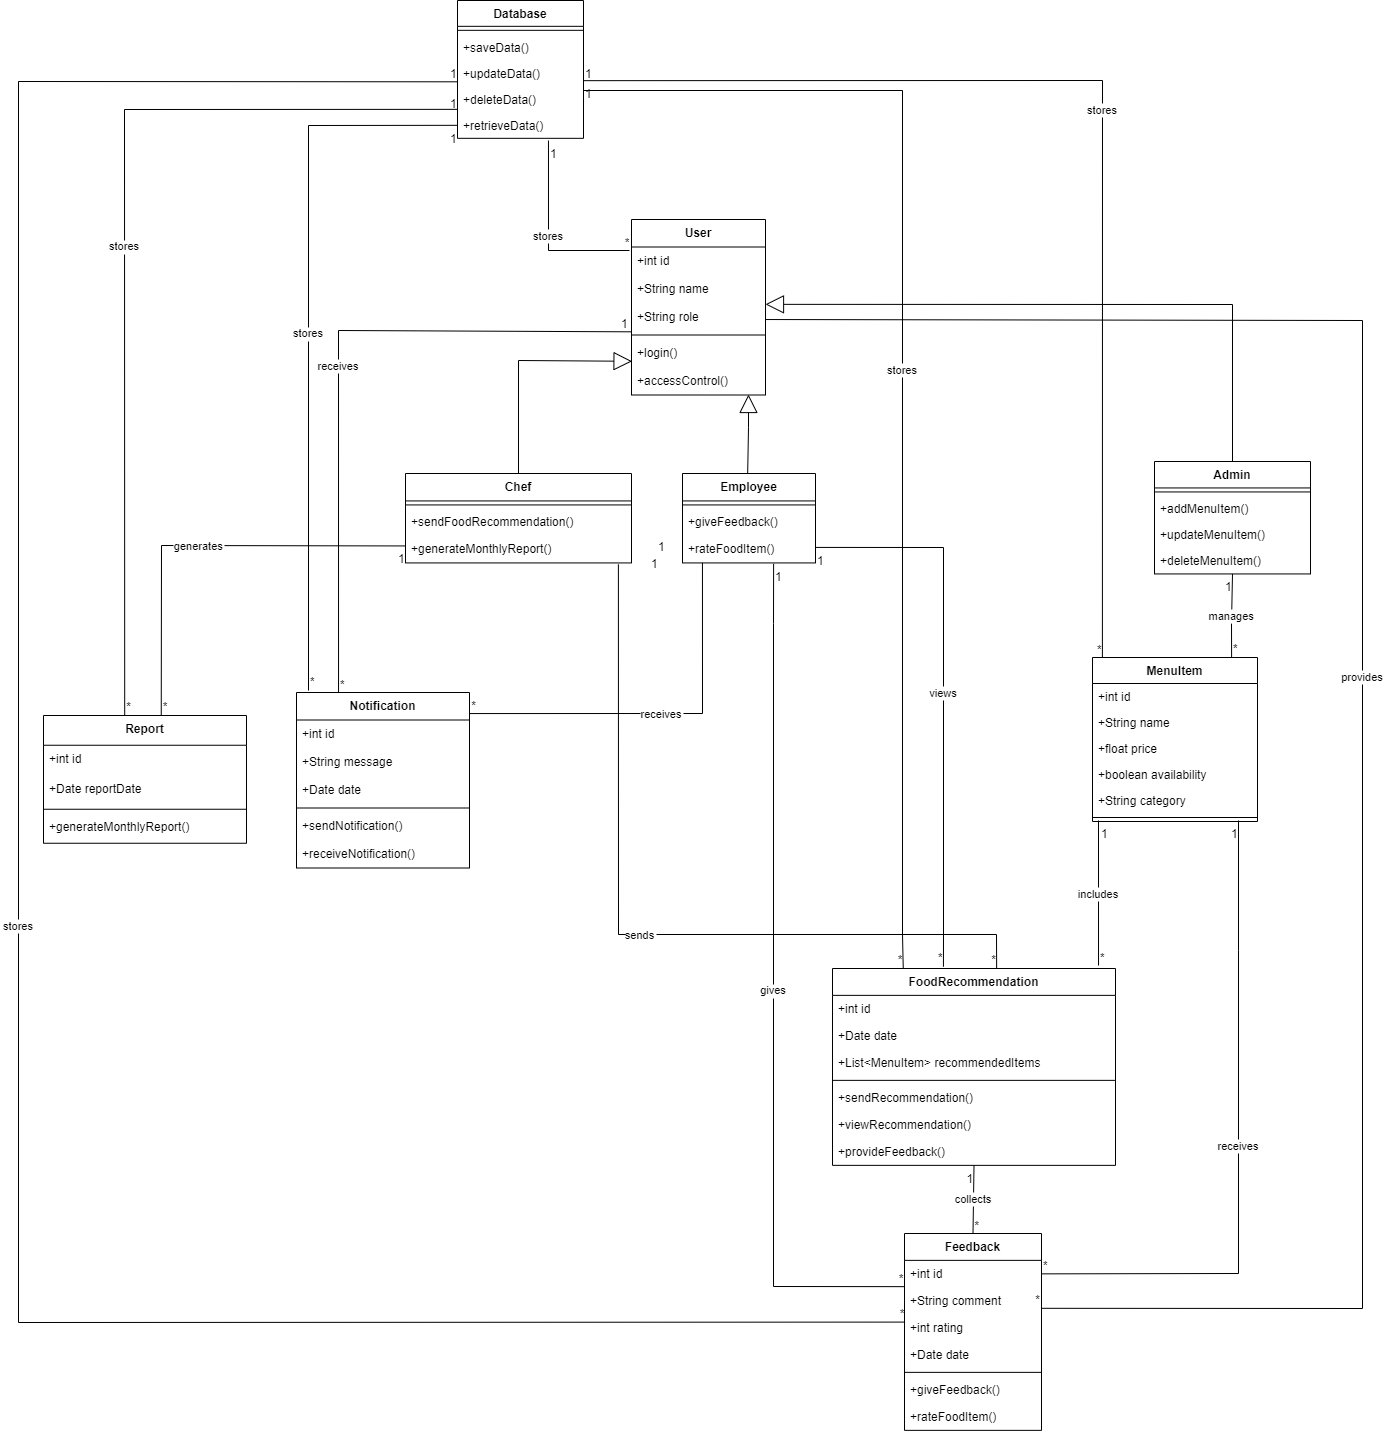 Database
+saveData()
1
+updateData()
1
1
+deleteData()
1
+retrieveData()
1
1
stores
stores
stores
stores
*
User
+int id
+String name
+String role
1
+login()
+accessControl()
stores
receives
stores
Chef
+sendFoodRecommendation()
+generateMonthlyReport()
generates
1
1
1
Employee
+giveFeedback()
+rateFoodItem()
1
1
Admin
+addMenuItem()
+updateMenuItem()
+deleteMenuItem()
1
manages
*
*
provides
views
receives
*
*
*
*
*
Report
+int id
+Date reportDate
+generateMonthlyReport()
Notification
+int id
+String message
+Date date
+sendNotification()
+receiveNotification()
MenuItem
+int id
+String name
+float price
+boolean availability
+String category
1
1
includes
stores
sends
*
*
*
*
gives
FoodRecommendation
+int id
+Date date
+List<MenuItem> recommendedItems
+sendRecommendation()
+viewRecommendation()
+provideFeedback()
receives
1
collects
*
Feedback
+int id
*
*
+String comment
*
*
+int rating
+Date date
+giveFeedback()
+rateFoodItem()